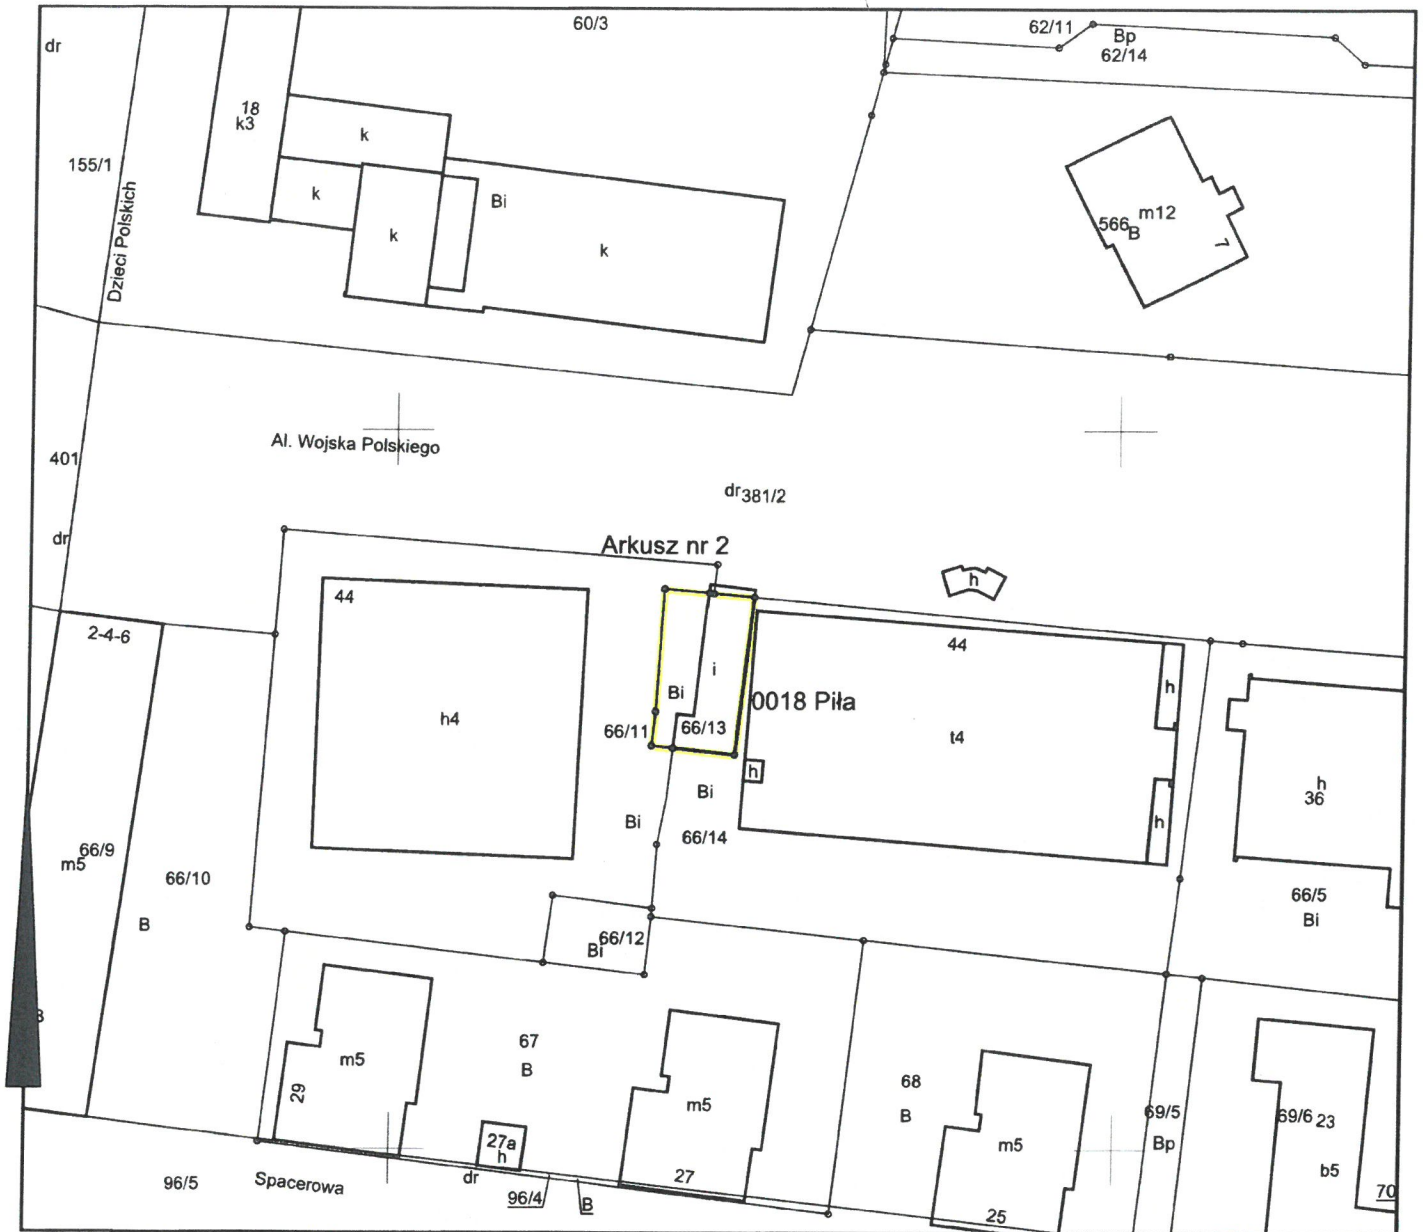 60/3
62/11
Bp
62/14
dr
18
k3
k
155/1
k
Bi
k
k
m12
566
B
7
Dzieci Polskich
Al. Wojska Polskiego
401
dr 381/2
dr
Arkusz nr 2
h
44
44
2-4-6
i
h
Bi
0018 Piła
h4
66/11
66/13
t4
h
h
36
Bi
Bi
h
66/14
m5 66/9
66/10
66/5
Bi
B
66/12
Bi
67
B
m5
29
m5
68
B
m5
69/5
Bp
69/6 23
b5
27a
h
dr
27
96/5
Spacerowa
96/4
B
25
70